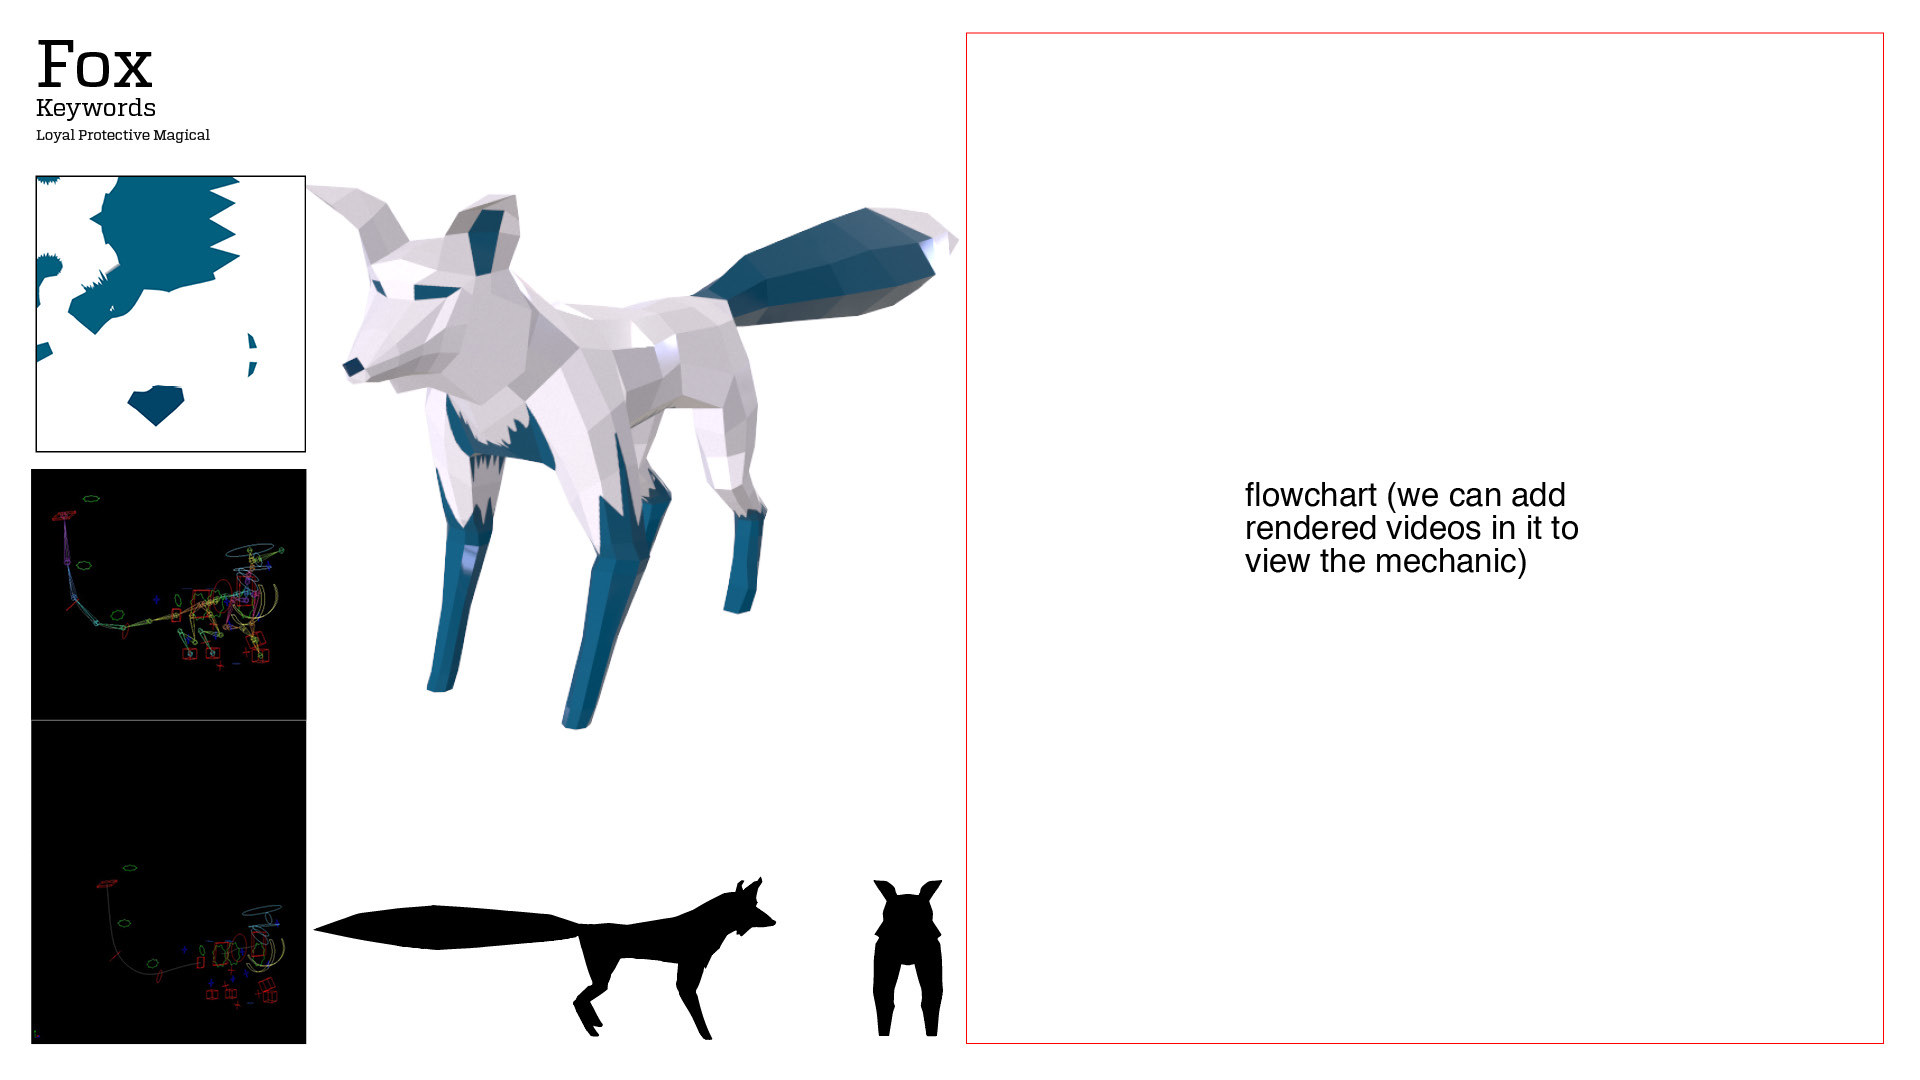 Fox
Keywords
Loyal Protective Magical
flowchart (we can add
rendered videos in it to
view the mechanic)